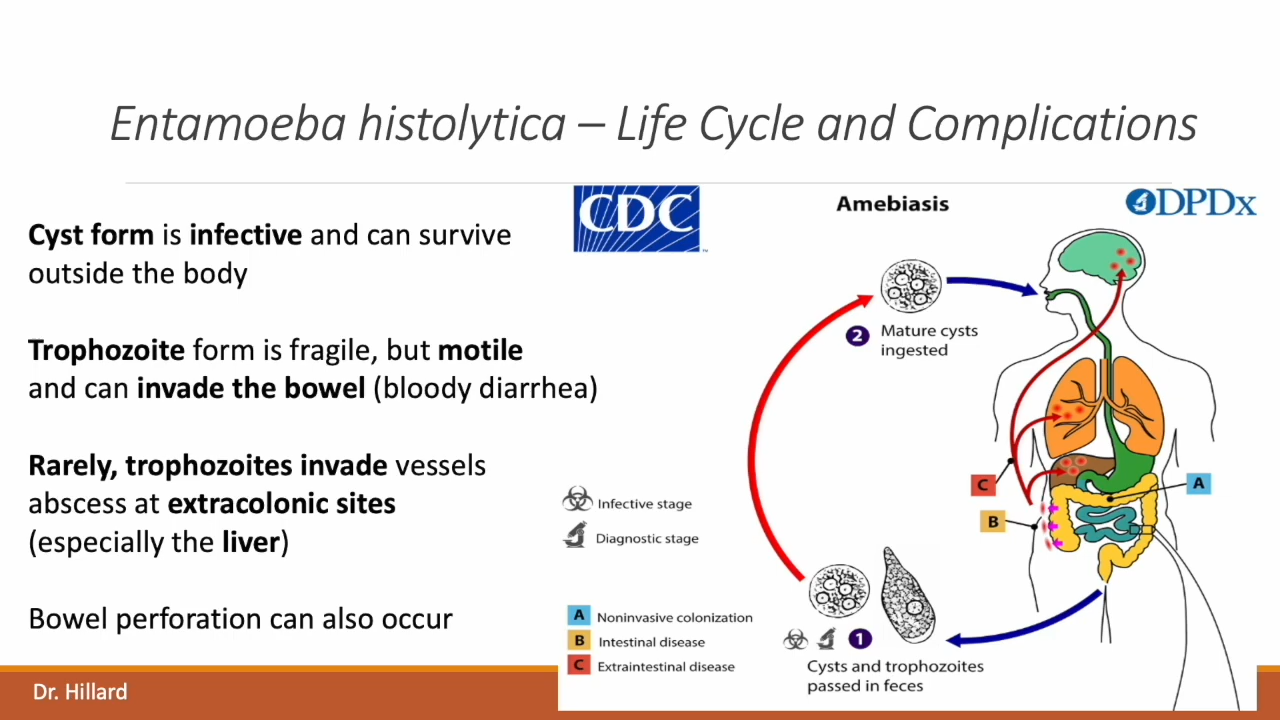 Entamoeba histolytica – Life Cycle and Complications
Cyst form is infective and can survive
outside the body
Trophozoite form is fragile, but motile
and can invade the bowel (bloody diarrhea)
Rarely, trophozoites invade vessels
abscess at extracolonic sites
(especially the liver)
Bowel perforation can also occur
Dr. Hillard
CDC
TM
Amebiasis
DPDx
2 Mature cysts
ingested
C
A
B
Infective stage
Diagnostic stage
A Noninvasive colonization
B Intestinal disease
C Extraintestinal disease
1
Cysts and trophozoites
passed in feces